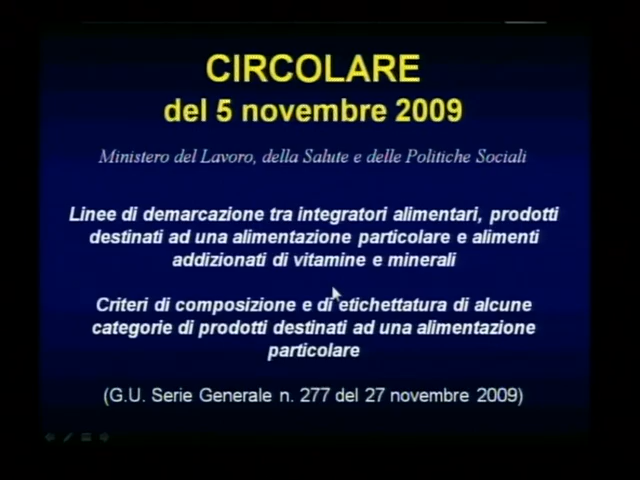 CIRCOLARE
del 5 novembre 2009
Ministero del Lavoro, della Salute e delle Politiche Sociali
Linee di demarcazione tra integratori alimentari, prodotti
destinati ad una alimentazione particolare e alimenti
addizionati di vitamine e minerali
Criteri di composizione e di etichettatura di alcune
categorie di prodotti destinati ad una alimentazione
particolare
(G.U. Serie Generale n. 277 del 27 novembre 2009)